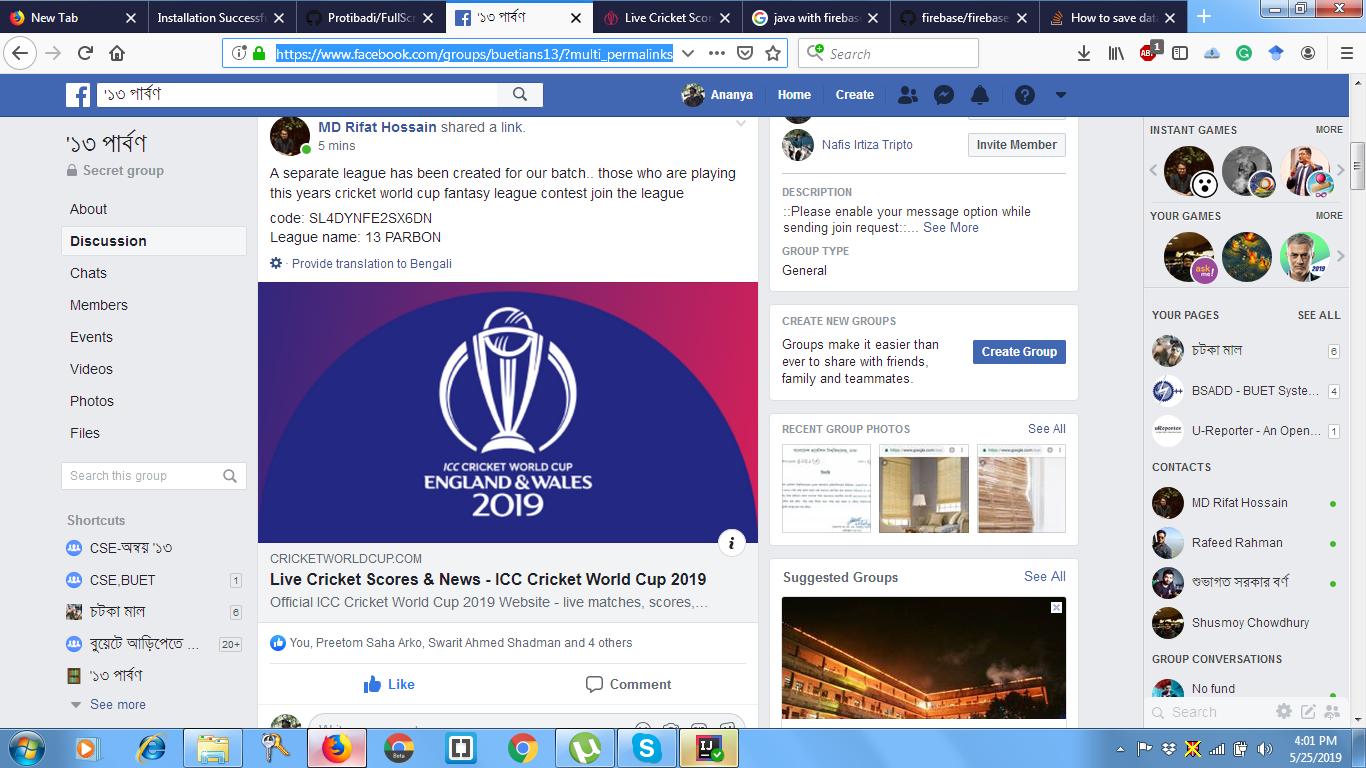 New Tab
Installation Successf
Protibadi/FullScr
'১৩ পার্বণ
Live Cricket Scor
java with firebas
firebase/firebase
How to save dat
https://www.facebook.com/groups/buetians13/?multi_permalinks
Search
ABP
1
'১৩ পার্বণ
Ananya
Home
Create
'১৩ পার্বণ
Secret group
About
Discussion
Chats
Members
Events
Videos
Photos
Files
Search this group
Shortcuts
CSE-অন্বয় '১৩
CSE,BUET
1
চটকা মাল
6
বুয়েটে আড়িপেতে ...
20+
'১৩ পার্বণ
See more
MD Rifat Hossain shared a link.
5 mins
A separate league has been created for our batch.. those who are playing
this years cricket world cup fantasy league contest join the league
code: SL4DYNFE2SX6DN
League name: 13 PARBON
· Provide translation to Bengali
ICC CRICKET WORLD CUP
ENGLAND & WALES
2019
CRICKETWORLDCUP.COM
Live Cricket Scores & News - ICC Cricket World Cup 2019
Official ICC Cricket World Cup 2019 Website - live matches, scores,...
You, Preetom Saha Arko, Swarit Ahmed Shadman and 4 others
Like
Comment
Nafis Irtiza Tripto
Invite Member
DESCRIPTION
::Please enable your message option while
sending join request::... See More
GROUP TYPE
General
CREATE NEW GROUPS
Groups make it easier than
ever to share with friends,
family and teammates.
Create Group
RECENT GROUP PHOTOS
See All
Suggested Groups
See All
INSTANT GAMES
MORE
YOUR GAMES
MORE
ask me!
2019
YOUR PAGES
SEE ALL
চটকা মাল
6
BSADD - BUET Syste...
4
U-Reporter - An Open...
1
CONTACTS
MD Rifat Hossain
Rafeed Rahman
শুভাগত সরকার বর্ণ
Shusmoy Chowdhury
GROUP CONVERSATIONS
No fund
Search
Beta
IJ
4:01 PM
5/25/2019